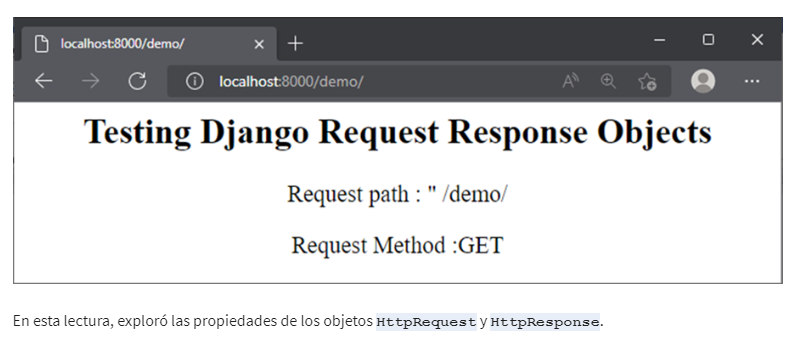 localhost:8000/demo/
localhost:8000/demo/
Testing Django Request Response Objects
Request path : " /demo/
Request Method :GET
En esta lectura, exploró las propiedades de los objetos HttpRequest y HttpResponse.